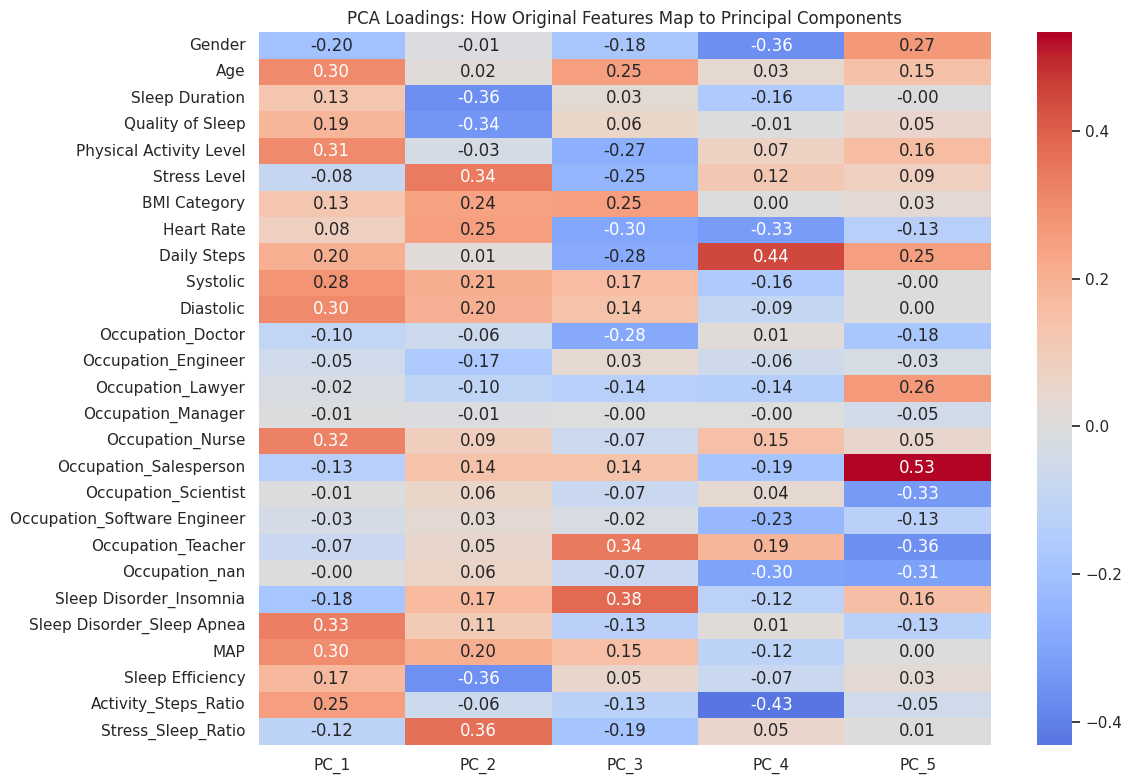 PCA Loadings: How Original Features Map to Principal Components
Gender -0.20 -0.01 -0.18 -0.36 0.27
Age 0.30 0.02 0.25 0.03 0.15
Sleep Duration 0.13 -0.36 0.03 -0.16 -0.00
Quality of Sleep 0.19 -0.34 0.06 -0.01 0.05
Physical Activity Level 0.31 -0.03 -0.27 0.07 0.16
Stress Level -0.08 0.34 -0.25 0.12 0.09
BMI Category 0.13 0.24 0.25 0.00 0.03
Heart Rate 0.08 0.25 -0.30 -0.33 -0.13
Daily Steps 0.20 0.01 -0.28 0.44 0.25
Systolic 0.28 0.21 0.17 -0.16 -0.00
Diastolic 0.30 0.20 0.14 -0.09 0.00
Occupation_Doctor -0.10 -0.06 -0.28 0.01 -0.18
Occupation_Engineer -0.05 -0.17 0.03 -0.06 -0.03
Occupation_Lawyer -0.02 -0.10 -0.14 -0.14 0.26
Occupation_Manager -0.01 -0.01 -0.00 -0.00 -0.05
Occupation_Nurse 0.32 0.09 -0.07 0.15 0.05
Occupation_Salesperson -0.13 0.14 0.14 -0.19 0.53
Occupation_Scientist -0.01 0.06 -0.07 0.04 -0.33
Occupation_Software Engineer -0.03 0.03 -0.02 -0.23 -0.13
Occupation_Teacher -0.07 0.05 0.34 0.19 -0.36
Occupation_nan -0.00 0.06 -0.07 -0.30 -0.31
Sleep Disorder_Insomnia -0.18 0.17 0.38 -0.12 0.16
Sleep Disorder_Sleep Apnea 0.33 0.11 -0.13 0.01 -0.13
MAP 0.30 0.20 0.15 -0.12 0.00
Sleep Efficiency 0.17 -0.36 0.05 -0.07 0.03
Activity_Steps_Ratio 0.25 -0.06 -0.13 -0.43 -0.05
Stress_Sleep_Ratio -0.12 0.36 -0.19 0.05 0.01
PC_1 PC_2 PC_3 PC_4 PC_5
0.4
0.2
0.0
−0.2
−0.4